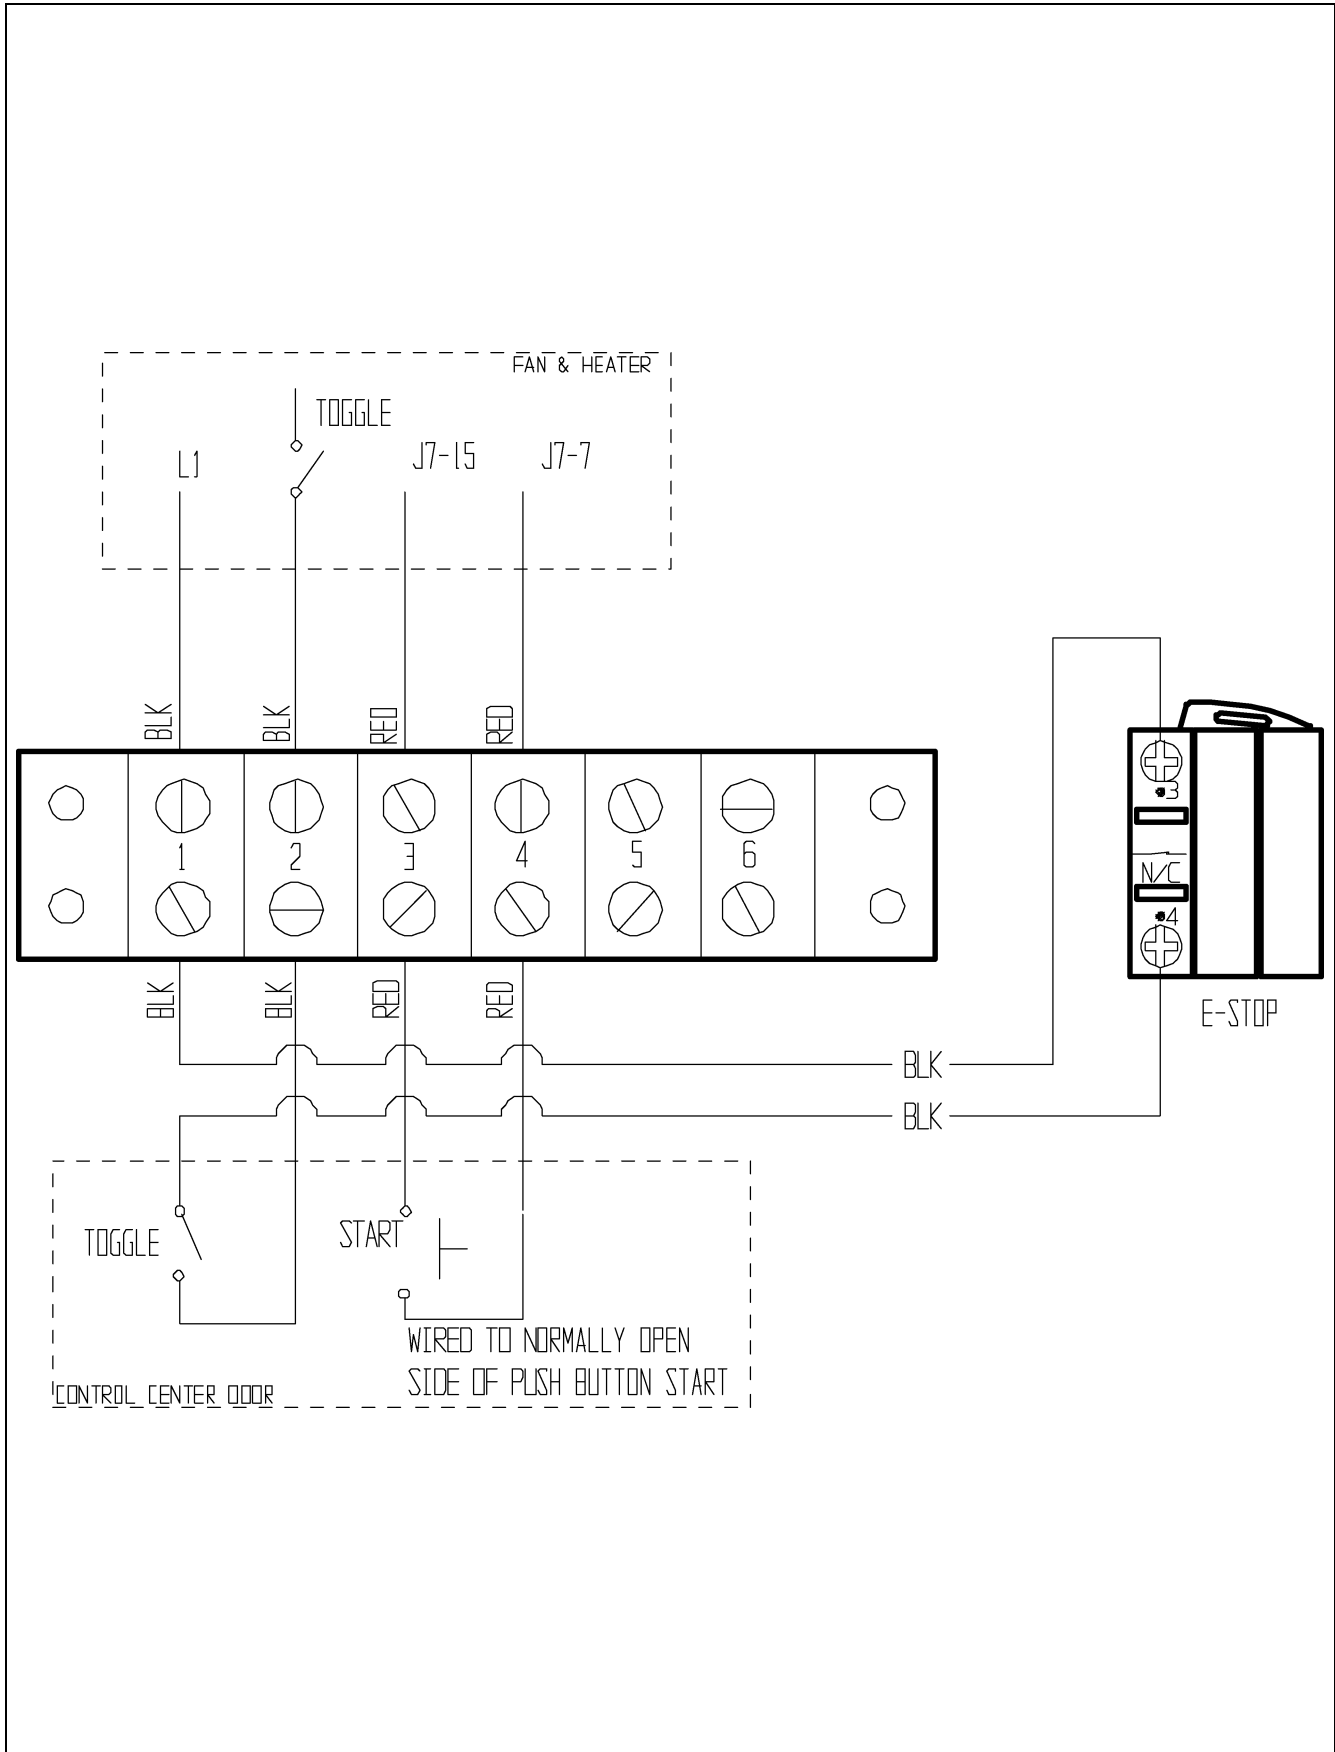 FAN & HEATER
TOGGLE
L1
J7-15
J7-7
BLK
BLK
RED
RED
1
2
3
4
5
6
3
N/C
4
E-STOP
BLK
BLK
RED
RED
BLK
BLK
TOGGLE
START
WIRED TO NORMALLY OPEN
SIDE OF PUSH BUTTON START
CONTROL CENTER DOOR